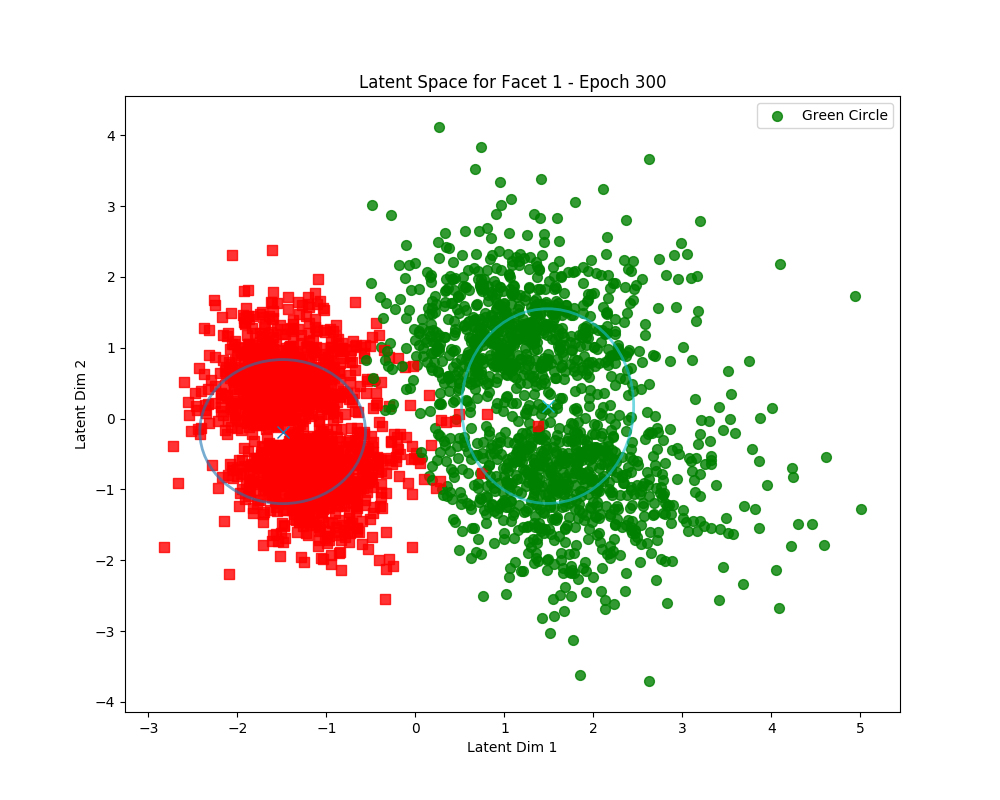 Latent Space for Facet 1 - Epoch 300
Green Circle
4
3
2
1
0
−1
−2
−3
−4
Latent Dim 2
−3 −2 −1 0 1 2 3 4 5
Latent Dim 1